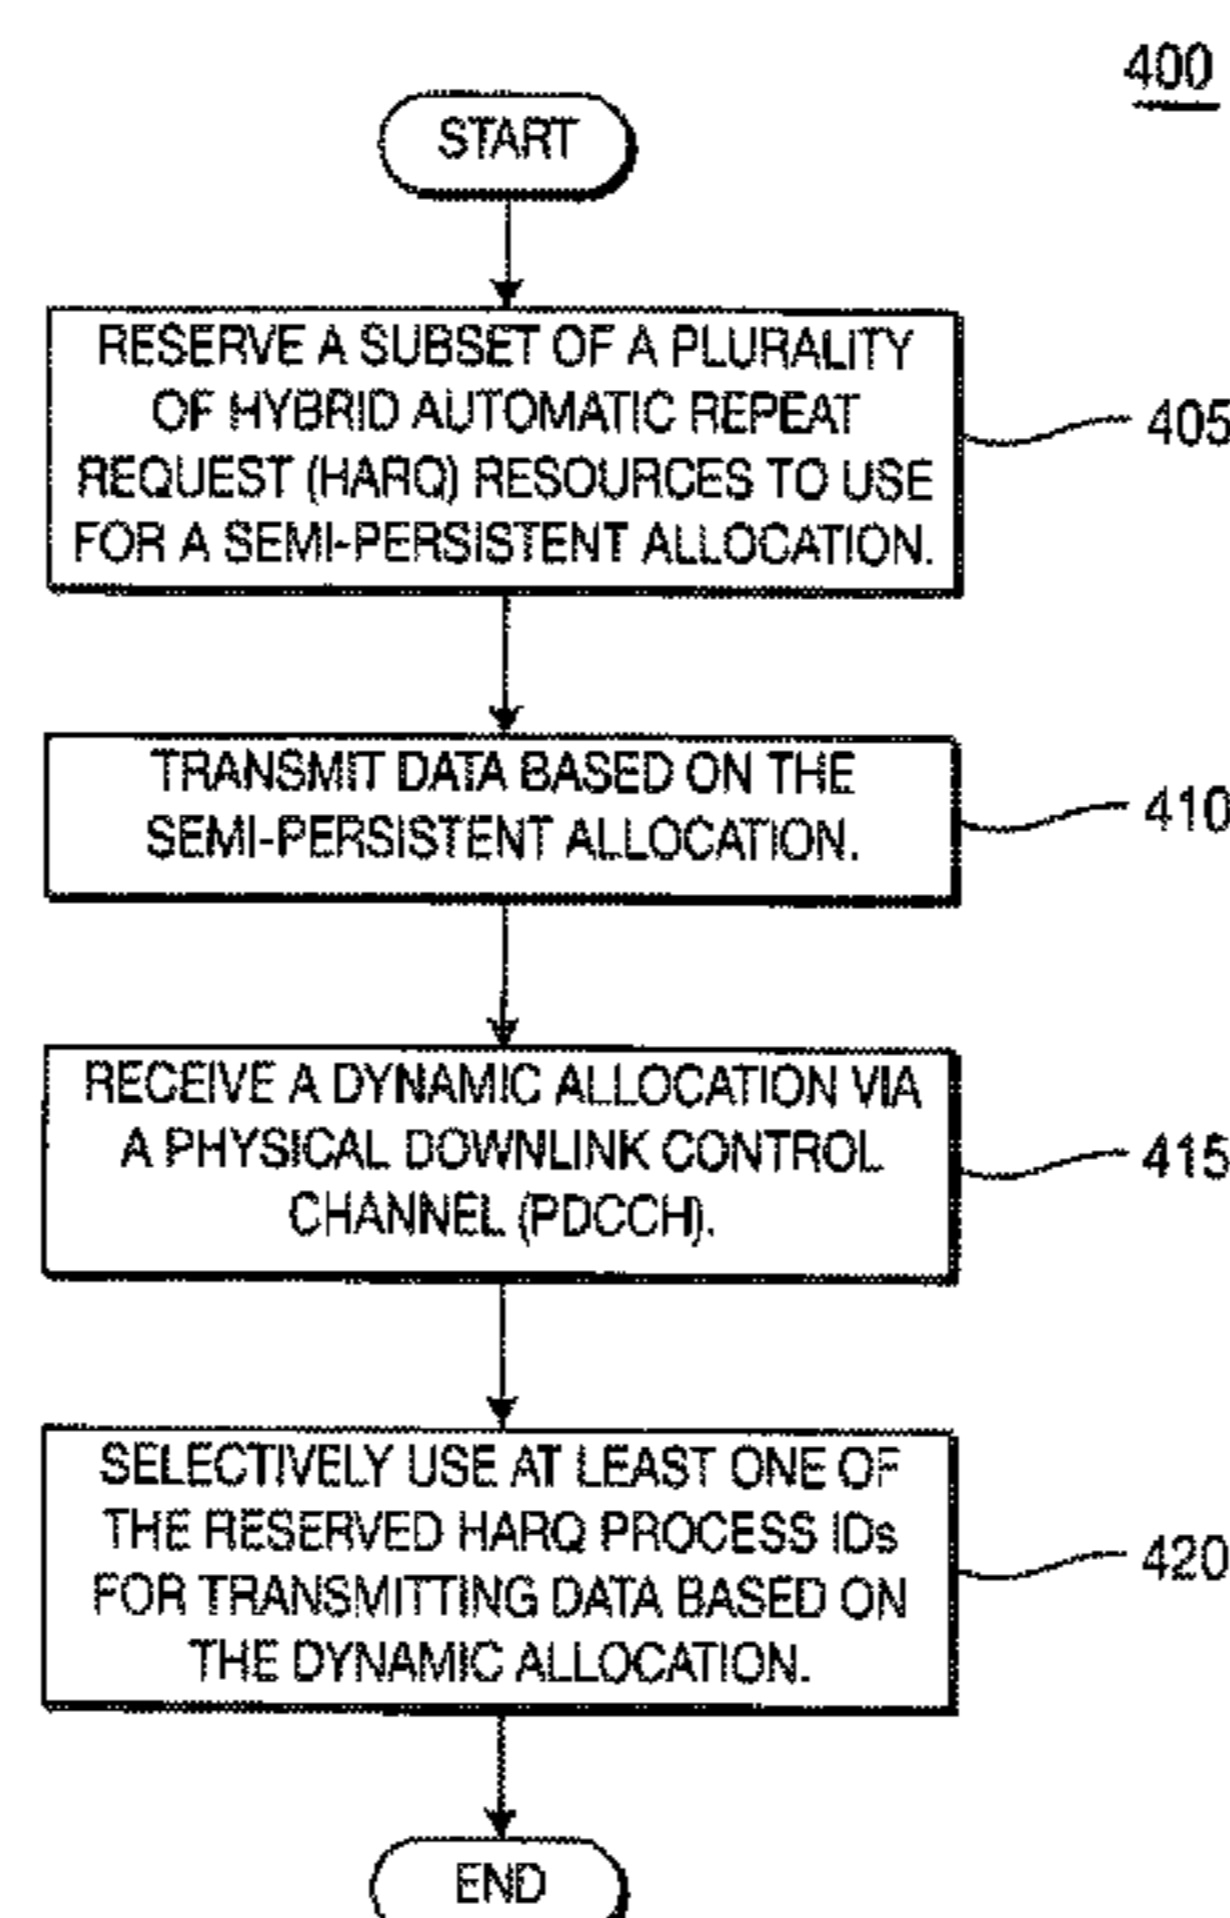 400
START
RESERVE A SUBSET OF A PLURALITY
OF HYBRID AUTOMATIC REPEAT
REQUEST (HARQ) RESOURCES TO USE
FOR A SEMI-PERSISTENT ALLOCATION.
405
TRANSMIT DATA BASED ON THE
SEMI-PERSISTENT ALLOCATION.
410
RECEIVE A DYNAMIC ALLOCATION VIA
A PHYSICAL DOWNLINK CONTROL
CHANNEL (PDCCH).
415
SELECTIVELY USE AT LEAST ONE OF
THE RESERVED HARQ PROCESS IDs
FOR TRANSMITTING DATA BASED ON
THE DYNAMIC ALLOCATION.
420
END